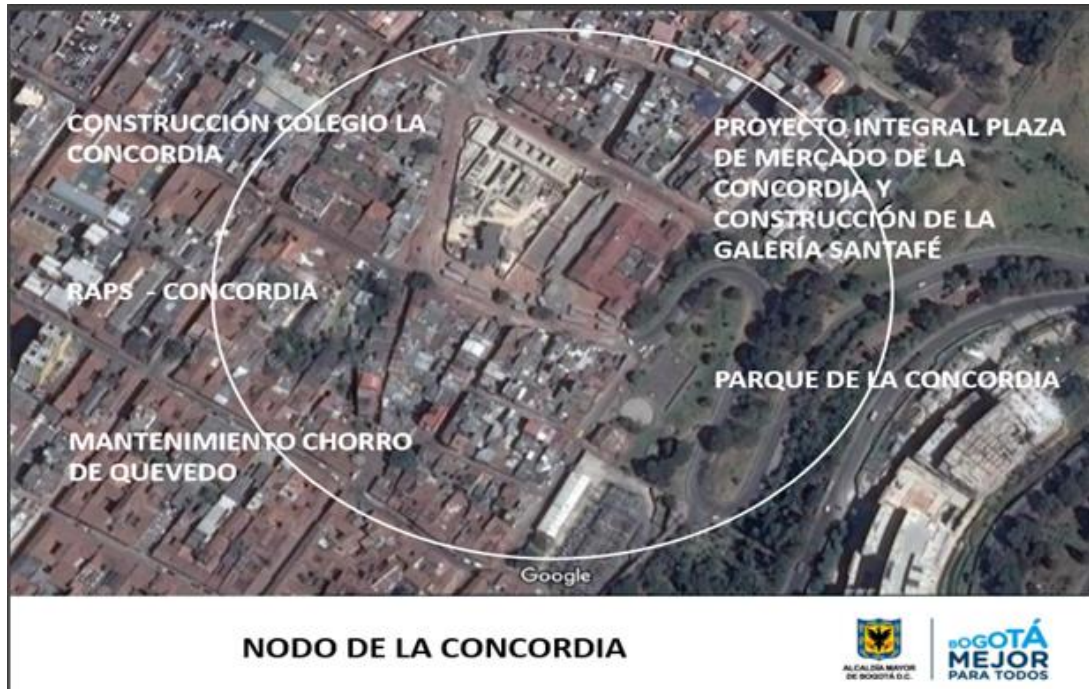 CONSTRUCCIÓN COLEGIO LA
CONCORDIA
PROYECTO INTEGRAL PLAZA
DE MERCADO DE LA
CONCORDIA Y
CONSTRUCCIÓN DE LA
GALERÍA SANTAFÉ
RAPS - CONCORDIA
PARQUE DE LA CONCORDIA
MANTENIMIENTO CHORRO
DE QUEVEDO
Google
NODO DE LA CONCORDIA
ALCALDÍA MAYOR
DE BOGOTÁ D.C.
BOGOTÁ
MEJOR
PARA TODOS